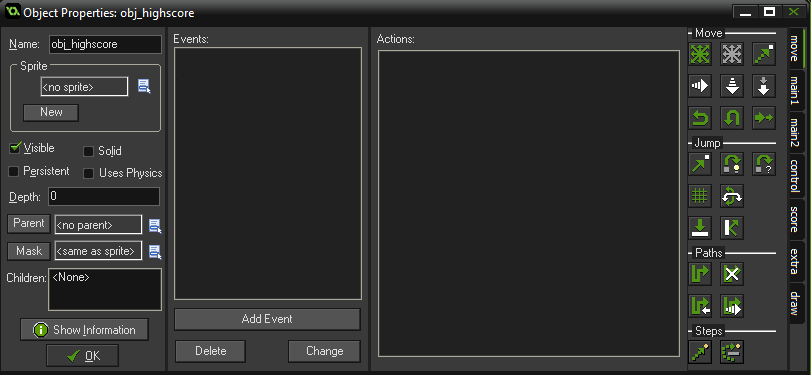 Object Properties: obj_highscore
Name: obj_highscore
Sprite
<no sprite>
New
Visible
Solid
Persistent
Uses Physics
Depth: 0
Parent <no parent>
Mask <same as sprite>
Children: <None>
Show Information
OK
Events:
Add Event
Delete
Change
Actions:
Move
Jump
Paths
Steps
move
main1
main2
control
score
extra
draw